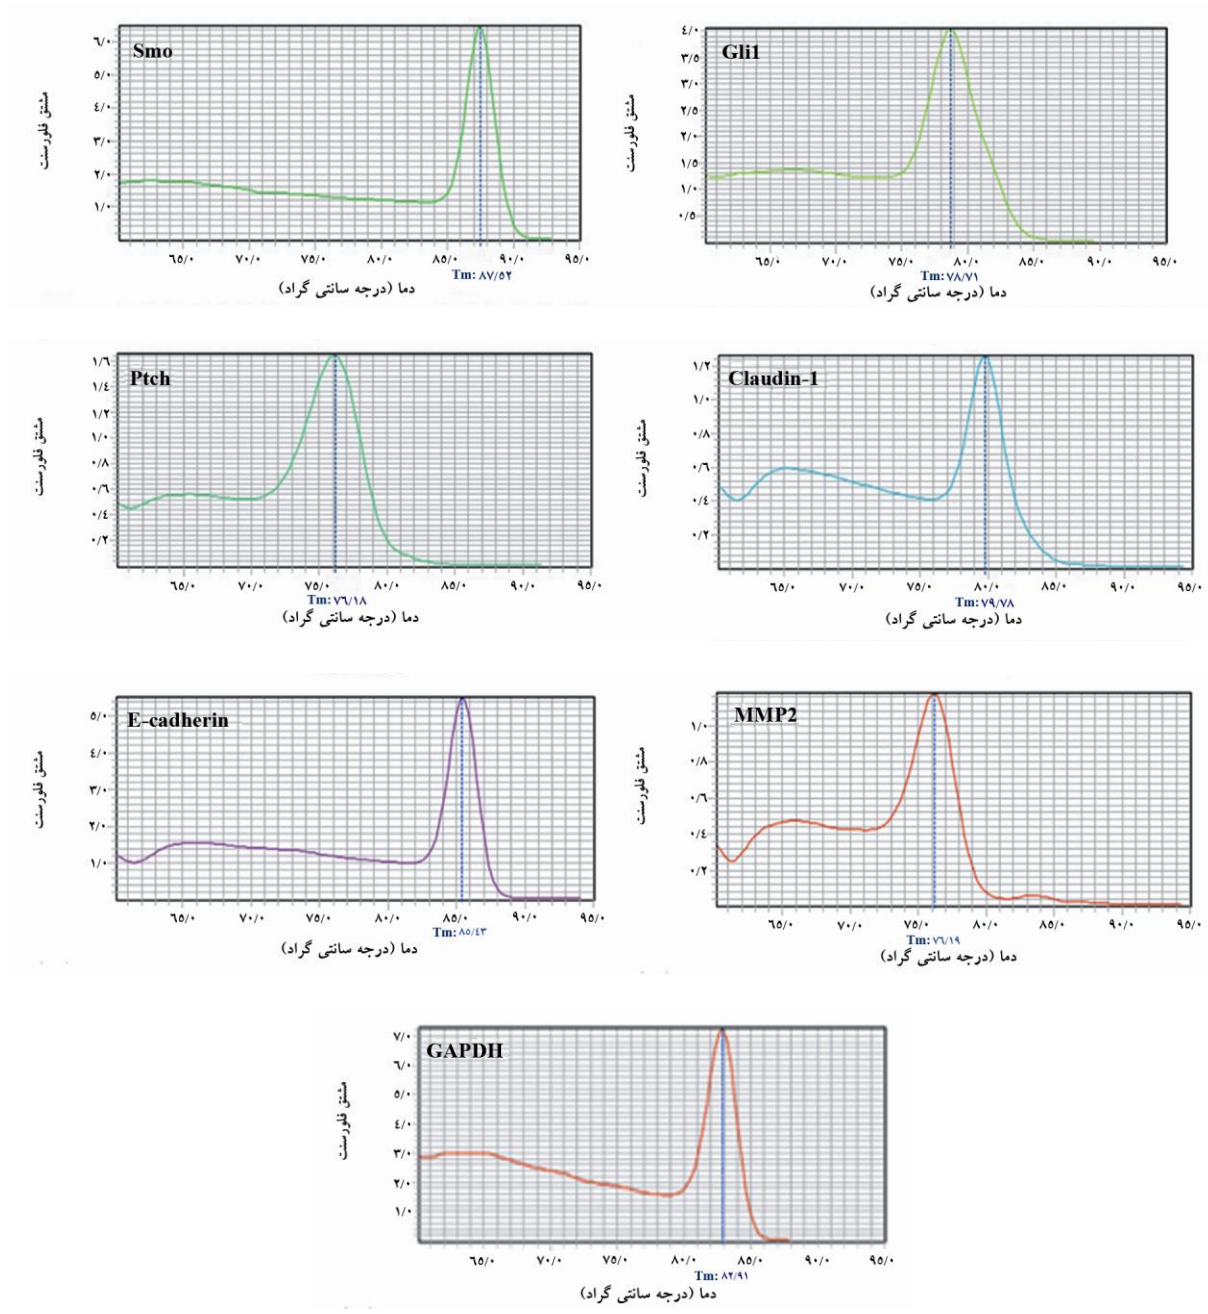 Smo
مشتق فلورسنت
۶/۰
۵/۰
۴/۰
۳/۰
۲/۰
۱/۰
۶۵/۰ ۷۰/۰ ۷۵/۰ ۸۰/۰ ۸۵/۰ ۹۰/۰ ۹۵/۰
Tm: ۸۷/۵۲
دما (درجه سانتی گراد)
Gli1
مشتق فلورسنت
۴/۰
۳/۵
۳/۰
۲/۵
۲/۰
۱/۵
۱/۰
۰/۵
۶۵/۰ ۷۰/۰ ۷۵/۰ ۸۰/۰ ۸۵/۰ ۹۰/۰ ۹۵/۰
Tm: ۷۸/۷۱
دما (درجه سانتی گراد)
Ptch
مشتق فلورسنت
۱/۶
۱/۴
۱/۲
۱/۰
۰/۸
۰/۶
۰/۴
۰/۲
۶۵/۰ ۷۰/۰ ۷۵/۰ ۸۰/۰ ۸۵/۰ ۹۰/۰ ۹۵/۰
Tm: ۷۶/۱۸
دما (درجه سانتی گراد)
Claudin-1
مشتق فلورسنت
۱/۲
۱/۰
۰/۸
۰/۶
۰/۴
۰/۲
۶۵/۰ ۷۰/۰ ۷۵/۰ ۸۰/۰ ۸۵/۰ ۹۰/۰ ۹۵/۰
Tm: ۷۹/۷۸
دما (درجه سانتی گراد)
E-cadherin
مشتق فلورسنت
۵/۰
۴/۰
۳/۰
۲/۰
۱/۰
۶۵/۰ ۷۰/۰ ۷۵/۰ ۸۰/۰ ۸۵/۰ ۹۰/۰ ۹۵/۰
Tm: ۸۵/۴۳
دما (درجه سانتی گراد)
MMP2
مشتق فلورسنت
۱/۰
۰/۸
۰/۶
۰/۴
۰/۲
۶۵/۰ ۷۰/۰ ۷۵/۰ ۸۰/۰ ۸۵/۰ ۹۰/۰ ۹۵/۰
Tm: ۷۶/۱۹
دما (درجه سانتی گراد)
GAPDH
مشتق فلورسنت
۷/۰
۶/۰
۵/۰
۴/۰
۳/۰
۲/۰
۱/۰
۶۵/۰ ۷۰/۰ ۷۵/۰ ۸۰/۰ ۸۵/۰ ۹۰/۰ ۹۵/۰
Tm: ۸۲/۹۱
دما (درجه سانتی گراد)